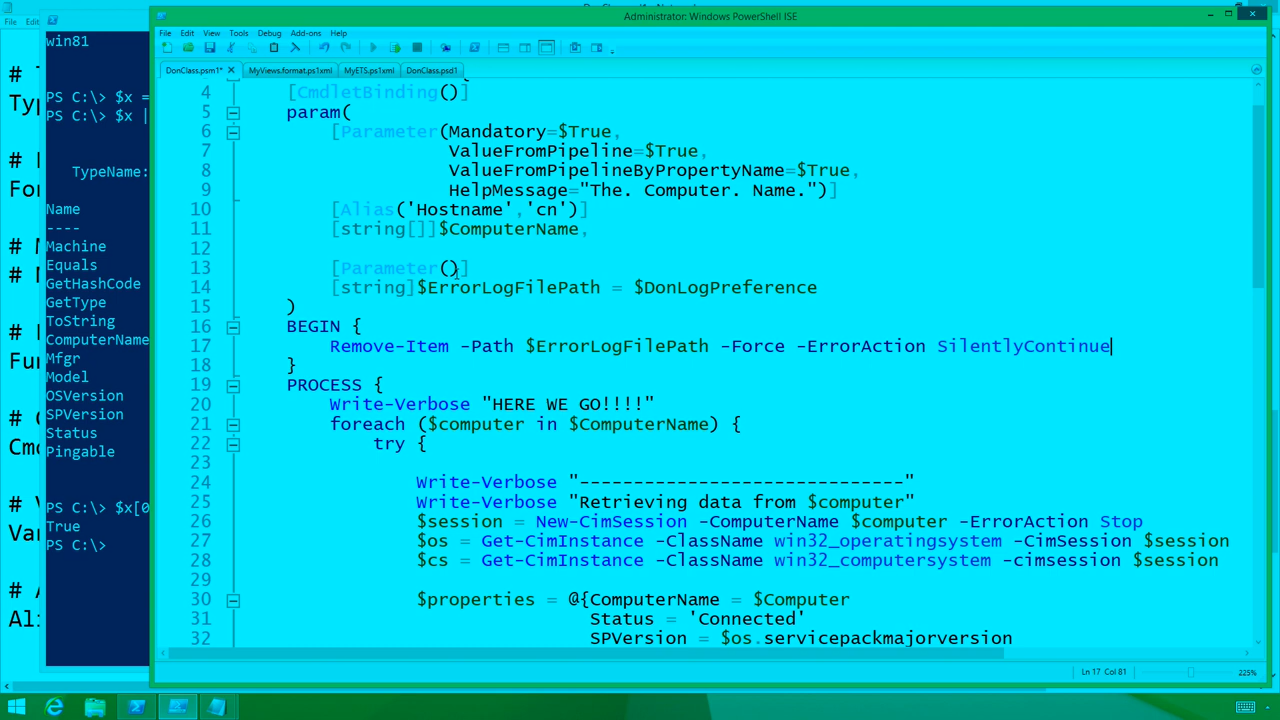 Administrator: Windows PowerShell ISE
File Edit
File Edit View Tools Debug Add-ons Help
DonClass.psm1* X MyViews.format.ps1xml MyETS.ps1xml DonClass.psd1
4 [CmdletBinding()]
5 param(
6 [Parameter(Mandatory=$True,
7 ValueFromPipeline=$True,
8 ValueFromPipelineByPropertyName=$True,
9 HelpMessage="The. Computer. Name.")]
10 [Alias('Hostname','cn')]
11 [string[]]$ComputerName,
12
13 [Parameter()]
14 [string]$ErrorLogFilePath = $DonLogPreference
15 )
16 BEGIN {
17 Remove-Item -Path $ErrorLogFilePath -Force -ErrorAction SilentlyContinue
18 }
19 PROCESS {
20 Write-Verbose "HERE WE GO!!!!"
21 foreach ($computer in $ComputerName) {
22 try {
23
24 Write-Verbose "------------------------------"
25 Write-Verbose "Retrieving data from $computer"
26 $session = New-CimSession -ComputerName $computer -ErrorAction Stop
27 $os = Get-CimInstance -ClassName win32_operatingsystem -CimSession $session
28 $cs = Get-CimInstance -ClassName win32_computersystem -cimsession $session
29
30 $properties = @{ComputerName = $Computer
31 Status = 'Connected'
32 SPVersion = $os.servicepackmajorversion
Ln 17 Col 81 225%
win81
PS C:\> $x =
PS C:\> $x |
TypeName:
Name
----
Machine
Equals
GetHashCode
GetType
ToString
ComputerName
Mfgr
Model
OSVersion
SPVersion
Status
Pingable
PS C:\> $x[0
True
PS C:\>
# T
Typ
#
For
# M
# M
#
Fun
# C
Cmd
# V
Var
# A
Ali